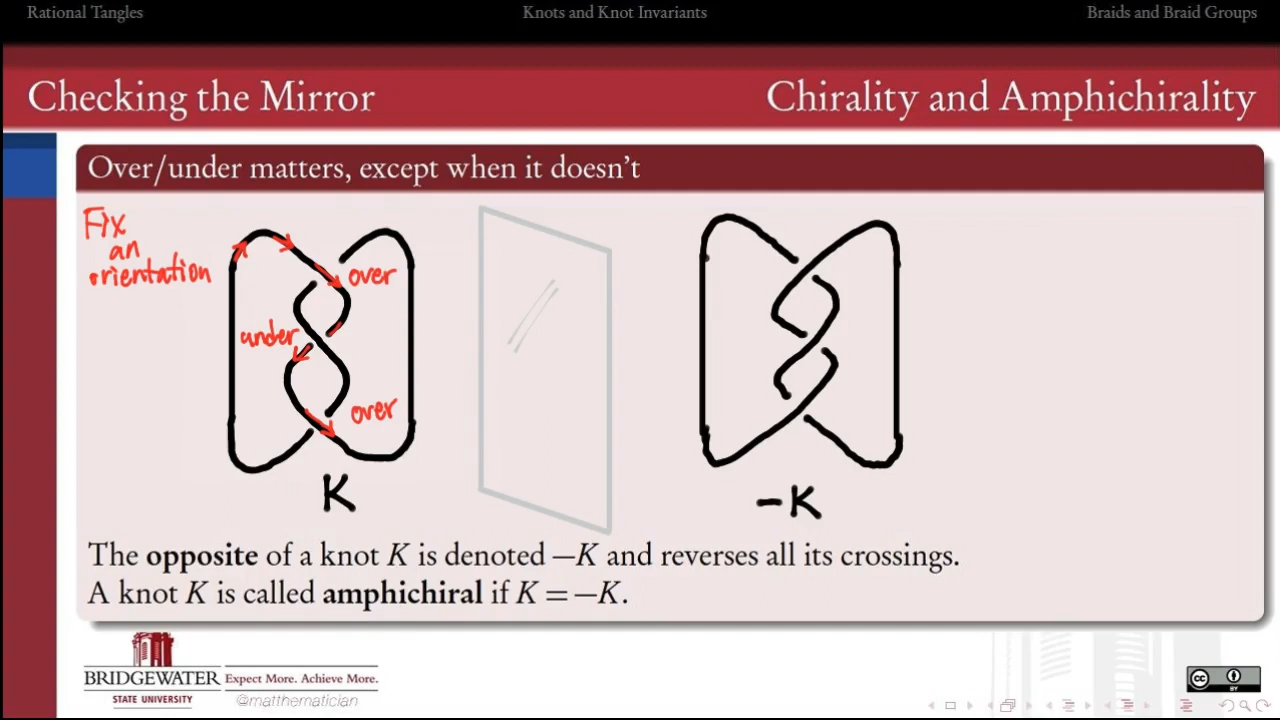 Rational Tangles
Knots and Knot Invariants
Braids and Braid Groups
Checking the Mirror
Chirality and Amphichirality
Over/under matters, except when it doesn't
Fix
an
orientation
over
under
over
K
−K
The opposite of a knot K is denoted −K and reverses all its crossings.
A knot K is called amphichiral if K = −K.
BRIDGEWATER
STATE UNIVERSITY
Expect More. Achieve More.
@matthematician
cc
BY